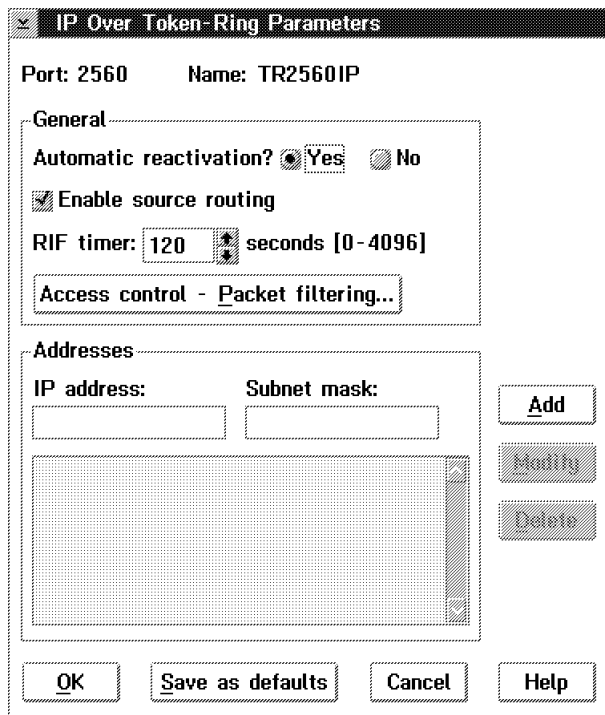 IP Over Token-Ring Parameters
Port: 2560 Name: TR2560IP
General
Automatic reactivation? Yes No
Enable source routing
RIF timer: 120 seconds [0-4096]
Access control - Packet filtering...
Addresses
IP address: Subnet mask:
Add
Modify
Delete
OK Save as defaults Cancel Help